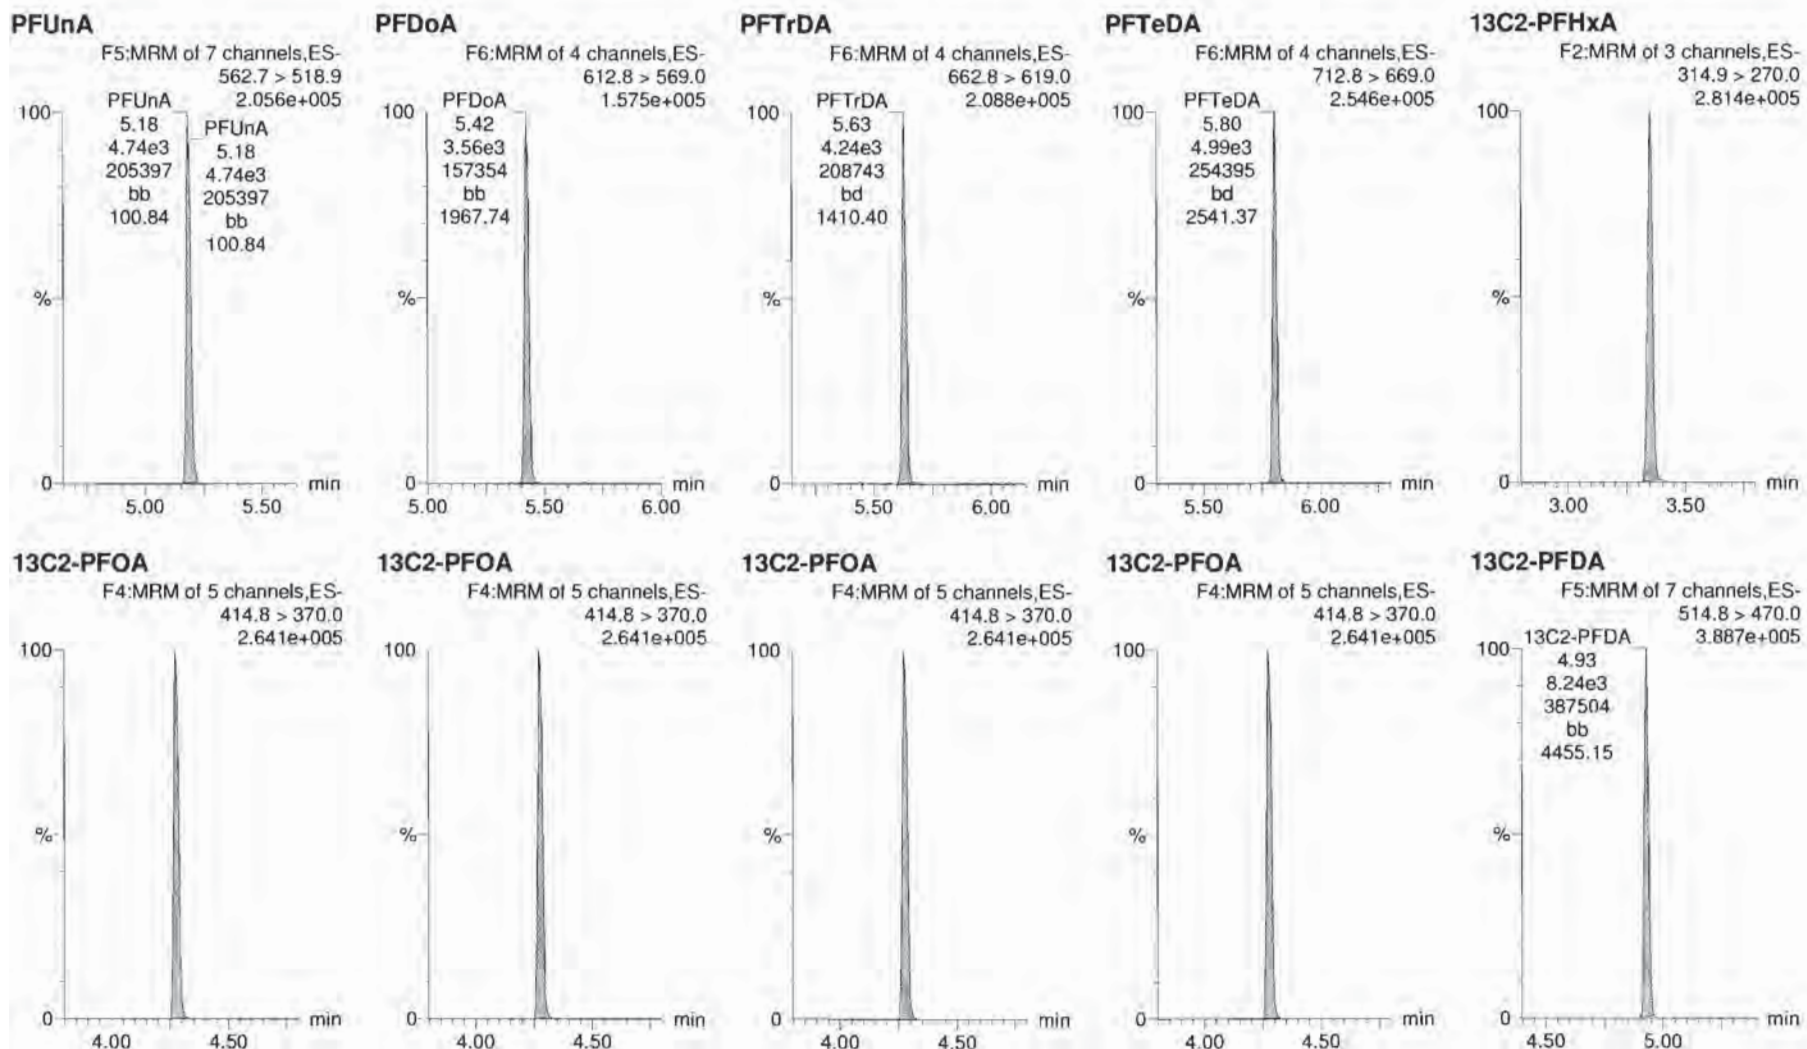 PFUnA
F5:MRM of 7 channels,ES-
562.7 > 518.9
2.056e+005
100
PFUnA
5.18
4.74e3
205397
bb
100.84
PFUnA
5.18
4.74e3
205397
bb
100.84
%
0
min
5.00 5.50
PFDoA
F6:MRM of 4 channels,ES-
612.8 > 569.0
1.575e+005
100
PFDoA
5.42
3.56e3
157354
bb
1967.74
%
0
min
5.00 5.50 6.00
PFTrDA
F6:MRM of 4 channels,ES-
662.8 > 619.0
2.088e+005
100
PFTrDA
5.63
4.24e3
208743
bd
1410.40
%
0
min
5.50 6.00
PFTeDA
F6:MRM of 4 channels,ES-
712.8 > 669.0
2.546e+005
100
PFTeDA
5.80
4.99e3
254395
bd
2541.37
%
0
min
5.50 6.00
13C2-PFHxA
F2:MRM of 3 channels,ES-
314.9 > 270.0
2.814e+005
100
%
0
min
3.00 3.50
13C2-PFOA
F4:MRM of 5 channels,ES-
414.8 > 370.0
2.641e+005
100
%
0
min
4.00 4.50
13C2-PFOA
F4:MRM of 5 channels,ES-
414.8 > 370.0
2.641e+005
100
%
0
min
4.00 4.50
13C2-PFOA
F4:MRM of 5 channels,ES-
414.8 > 370.0
2.641e+005
100
%
0
min
4.00 4.50
13C2-PFOA
F4:MRM of 5 channels,ES-
414.8 > 370.0
2.641e+005
100
%
0
min
4.00 4.50
13C2-PFDA
F5:MRM of 7 channels,ES-
514.8 > 470.0
3.887e+005
100
13C2-PFDA
4.93
8.24e3
387504
bb
4455.15
%
0
min
4.50 5.00